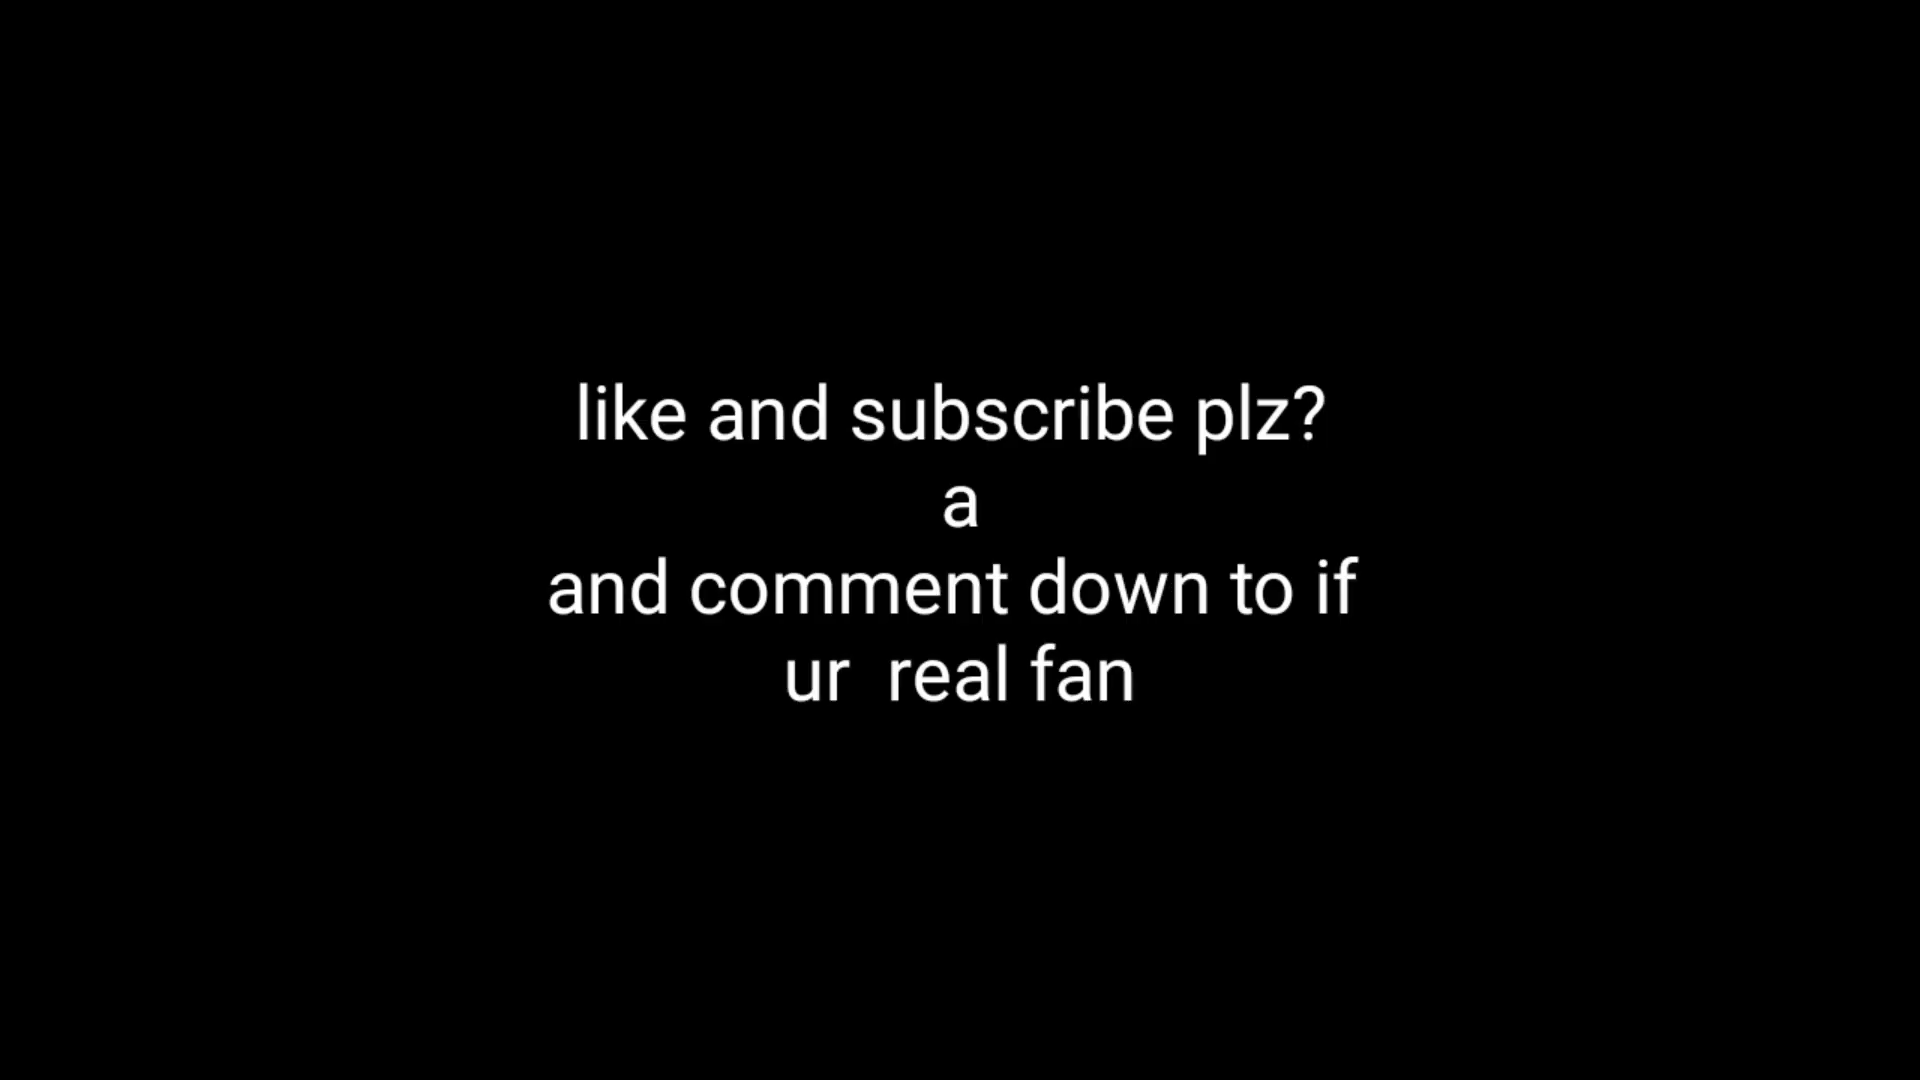 like and subscribe plz?
a
and comment down to if
ur  real fan